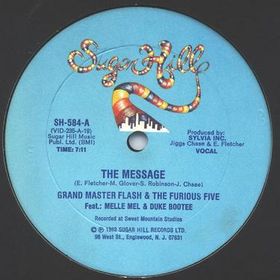 Sugar Hill
SH-584-A
(VID-235-A-19)
Sugar Hill Music
Publ. Ltd. (BMI)
TIME: 7:11
Produced by:
SYLVIA INC.
Jiggs Chase & E. Fletcher
VOCAL
THE MESSAGE
(E. Fletcher-M. Glover-S. Robinson-J. Chase)
GRAND MASTER FLASH & THE FURIOUS FIVE
Feat.: MELLE MEL & DUKE BOOTEE
Recorded at Sweet Mountain Studios
SUGAR HILL RECORDS LTD.
96 West St., Englewood, N. J. 07631